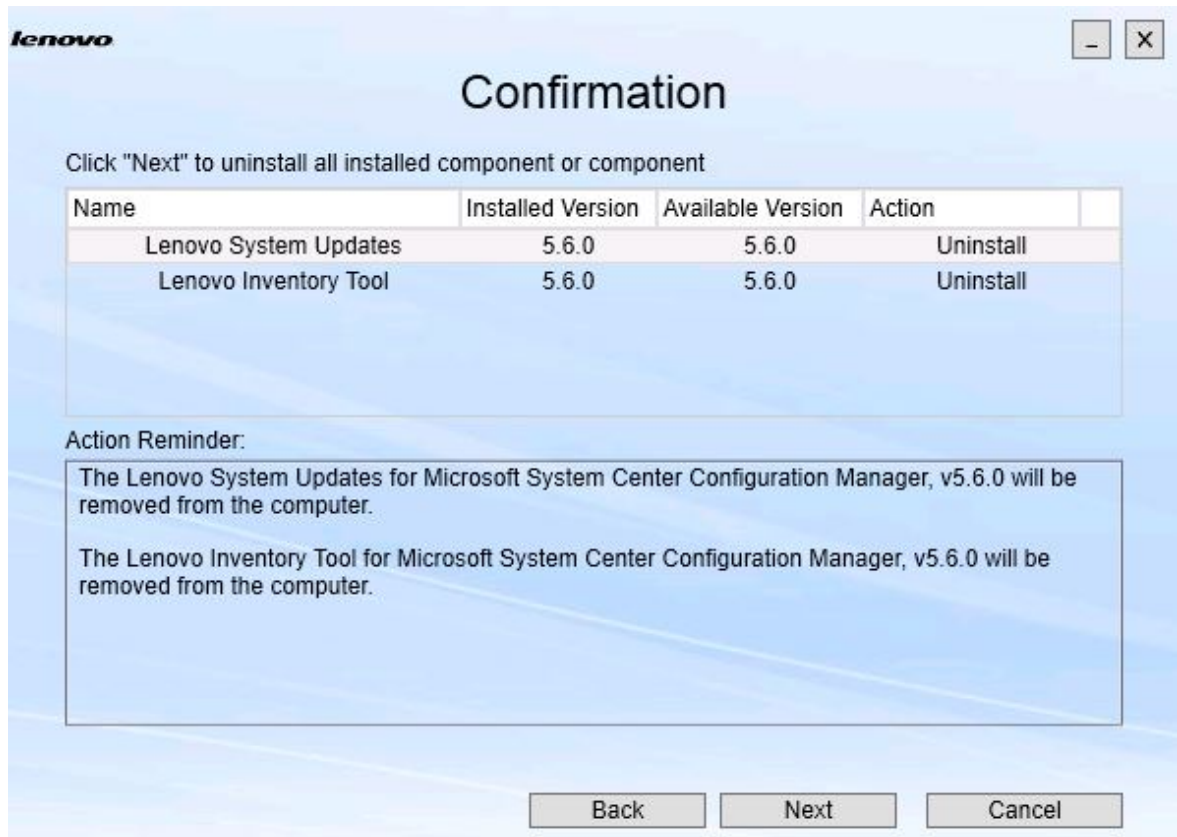 lenovo
_ X
Confirmation
Click "Next" to uninstall all installed component or component
Name Installed Version Available Version Action
Lenovo System Updates 5.6.0 5.6.0 Uninstall
Lenovo Inventory Tool 5.6.0 5.6.0 Uninstall
Action Reminder:
The Lenovo System Updates for Microsoft System Center Configuration Manager, v5.6.0 will be
removed from the computer.
The Lenovo Inventory Tool for Microsoft System Center Configuration Manager, v5.6.0 will be
removed from the computer.
Back Next Cancel